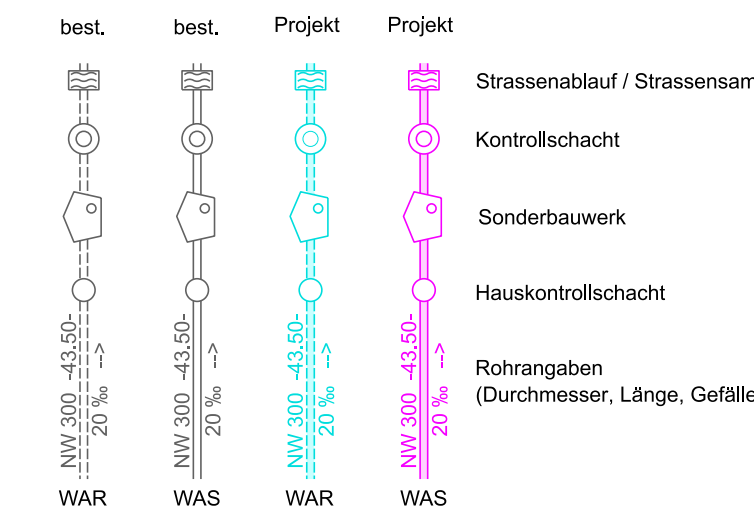 best. best. Projekt Projekt
Strassenablauf / Strassensam
Kontrollschacht
Sonderbauwerk
Hauskontrollschacht
NW 300 -43.50-
20 ‰ -->
NW 300 -43.50-
20 ‰ -->
NW 300 -43.50-
20 ‰ -->
NW 300 -43.50-
20 ‰ -->
Rohrangaben
(Durchmesser, Länge, Gefälle
WAR WAS WAR WAS